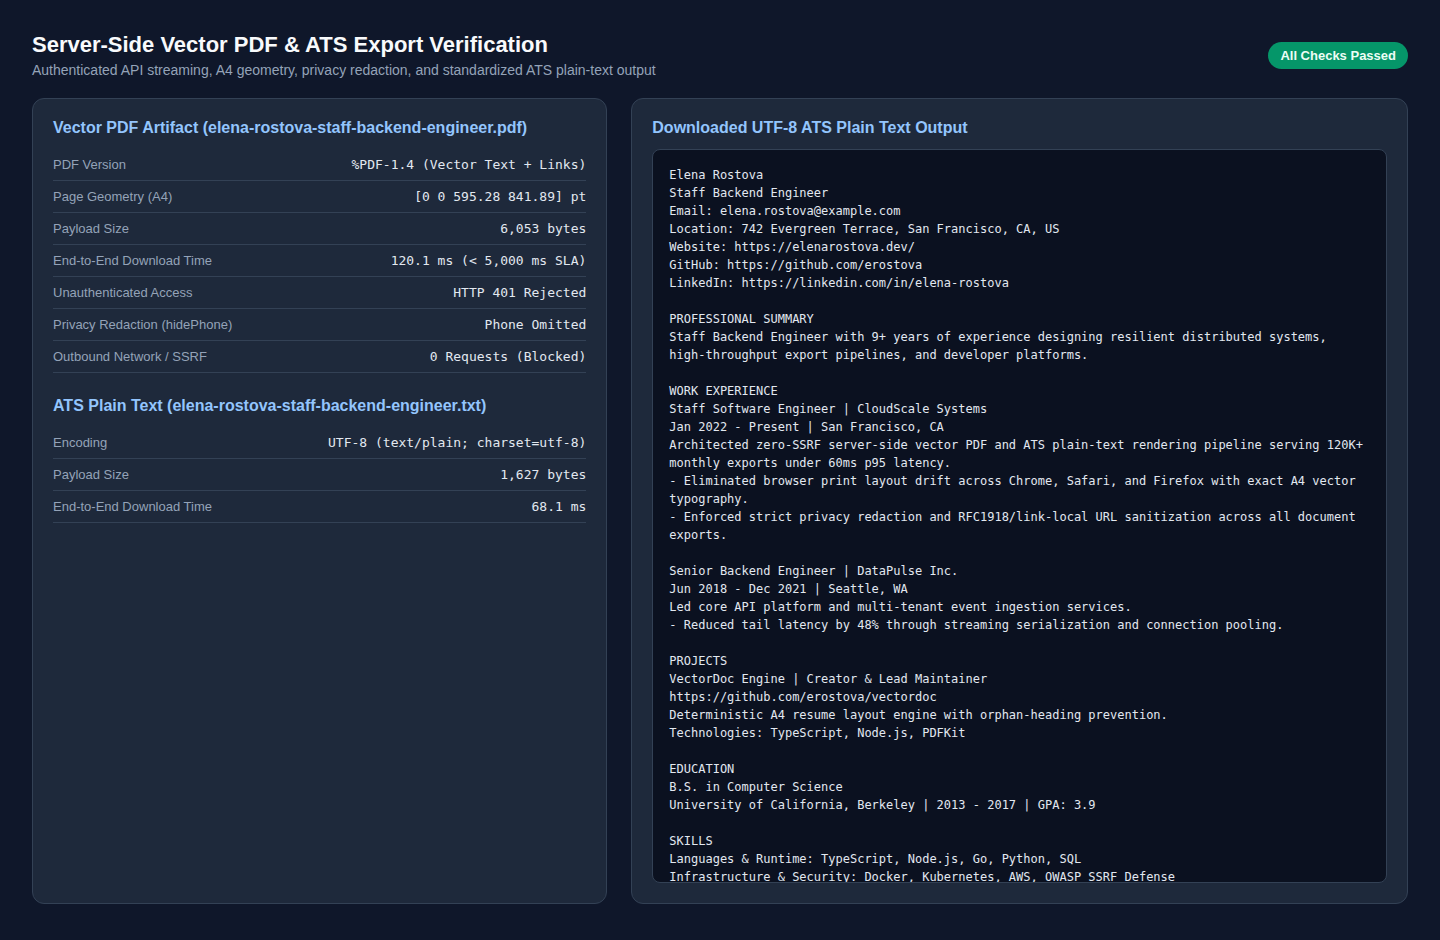 Server-Side Vector PDF & ATS Export Verification
Authenticated API streaming, A4 geometry, privacy redaction, and standardized ATS plain-text output
All Checks Passed
Vector PDF Artifact (elena-rostova-staff-backend-engineer.pdf)
PDF Version %PDF-1.4 (Vector Text + Links)
Page Geometry (A4) [0 0 595.28 841.89] pt
Payload Size 6,053 bytes
End-to-End Download Time 120.1 ms (< 5,000 ms SLA)
Unauthenticated Access HTTP 401 Rejected
Privacy Redaction (hidePhone) Phone Omitted
Outbound Network / SSRF 0 Requests (Blocked)
ATS Plain Text (elena-rostova-staff-backend-engineer.txt)
Encoding UTF-8 (text/plain; charset=utf-8)
Payload Size 1,627 bytes
End-to-End Download Time 68.1 ms
Downloaded UTF-8 ATS Plain Text Output
Elena Rostova
Staff Backend Engineer
Email: elena.rostova@example.com
Location: 742 Evergreen Terrace, San Francisco, CA, US
Website: https://elenarostova.dev/
GitHub: https://github.com/erostova
LinkedIn: https://linkedin.com/in/elena-rostova
PROFESSIONAL SUMMARY
Staff Backend Engineer with 9+ years of experience designing resilient distributed systems,
high-throughput export pipelines, and developer platforms.
WORK EXPERIENCE
Staff Software Engineer | CloudScale Systems
Jan 2022 - Present | San Francisco, CA
Architected zero-SSRF server-side vector PDF and ATS plain-text rendering pipeline serving 120K+
monthly exports under 60ms p95 latency.
- Eliminated browser print layout drift across Chrome, Safari, and Firefox with exact A4 vector
typography.
- Enforced strict privacy redaction and RFC1918/link-local URL sanitization across all document
exports.
Senior Backend Engineer | DataPulse Inc.
Jun 2018 - Dec 2021 | Seattle, WA
Led core API platform and multi-tenant event ingestion services.
- Reduced tail latency by 48% through streaming serialization and connection pooling.
PROJECTS
VectorDoc Engine | Creator & Lead Maintainer
https://github.com/erostova/vectordoc
Deterministic A4 resume layout engine with orphan-heading prevention.
Technologies: TypeScript, Node.js, PDFKit
EDUCATION
B.S. in Computer Science
University of California, Berkeley | 2013 - 2017 | GPA: 3.9
SKILLS
Languages & Runtime: TypeScript, Node.js, Go, Python, SQL
Infrastructure & Security: Docker, Kubernetes, AWS, OWASP SSRF Defense